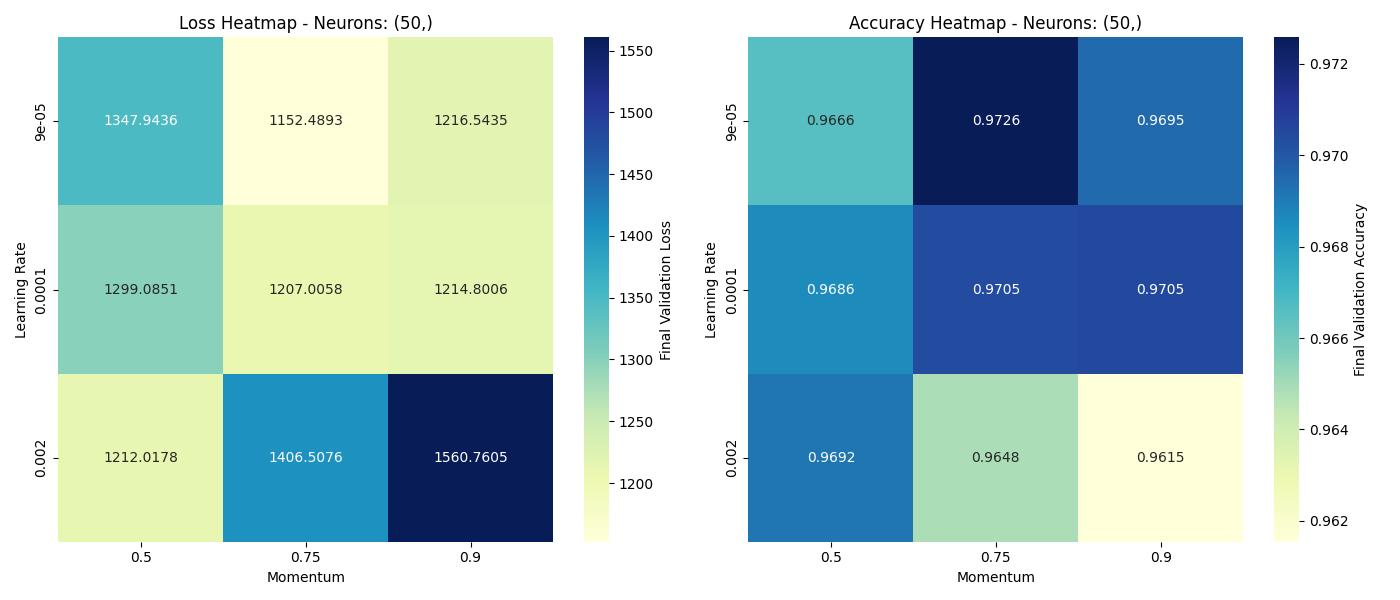 Loss Heatmap - Neurons: (50,)
Learning Rate
9e-05
0.0001
0.002
1347.9436 1152.4893 1216.5435
1299.0851 1207.0058 1214.8006
1212.0178 1406.5076 1560.7605
0.5 0.75 0.9
Momentum
1550
1500
1450
1400
1350
1300
1250
1200
Final Validation Loss
Accuracy Heatmap - Neurons: (50,)
Learning Rate
9e-05
0.0001
0.002
0.9666 0.9726 0.9695
0.9686 0.9705 0.9705
0.9692 0.9648 0.9615
0.5 0.75 0.9
Momentum
0.972
0.970
0.968
0.966
0.964
0.962
Final Validation Accuracy